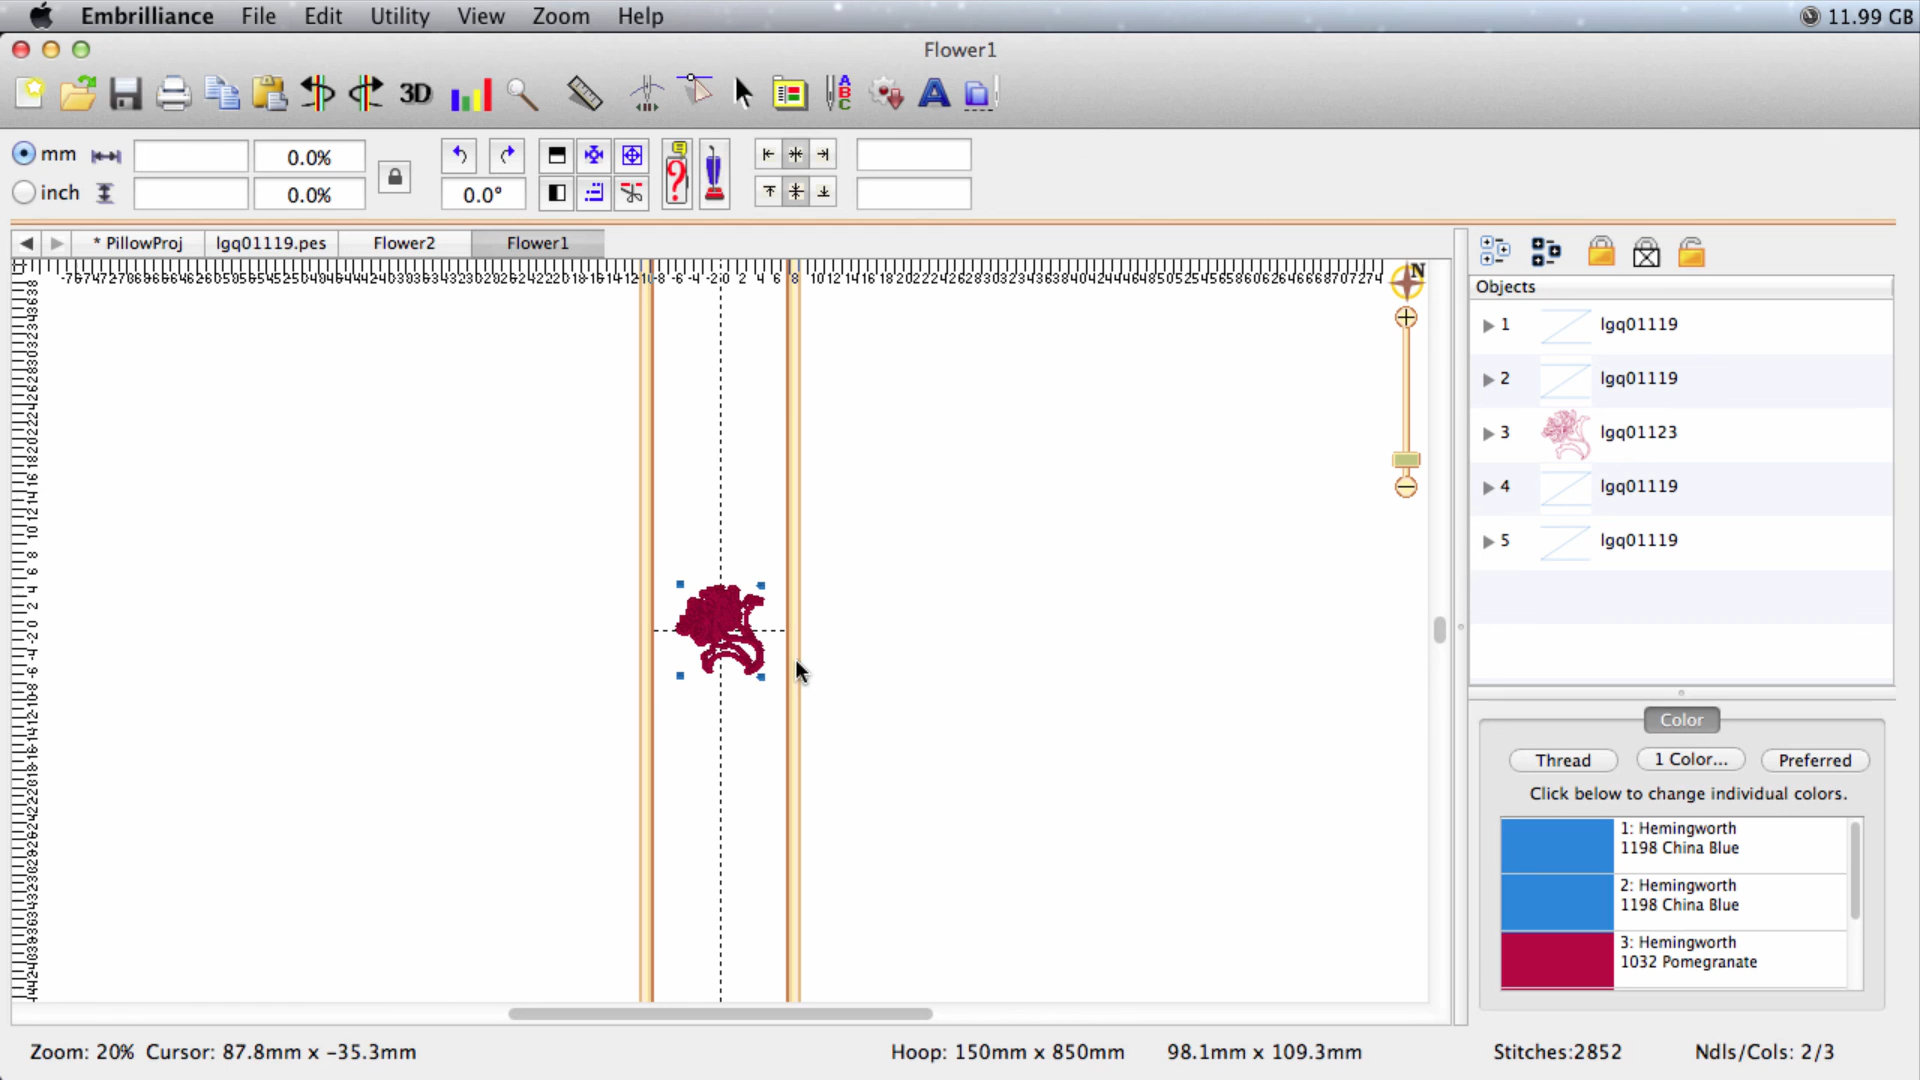 Embrilliance File Edit Utility View Zoom Help 11.99 GB
Flower1
3D A B C A
mm 0.0%
inch 0.0% 0.0° ?
* PillowProj lgq01119.pes Flower2 Flower1
N
Objects
1 lgq01119
2 lgq01119
3 lgq01123
4 lgq01119
5 lgq01119
Color
Thread 1 Color... Preferred
Click below to change individual colors.
1: Hemingworth
1198 China Blue
2: Hemingworth
1198 China Blue
3: Hemingworth
1032 Pomegranate
Zoom: 20% Cursor: 87.8mm x -35.3mm Hoop: 150mm x 850mm 98.1mm x 109.3mm Stitches:2852 Ndls/Cols: 2/3